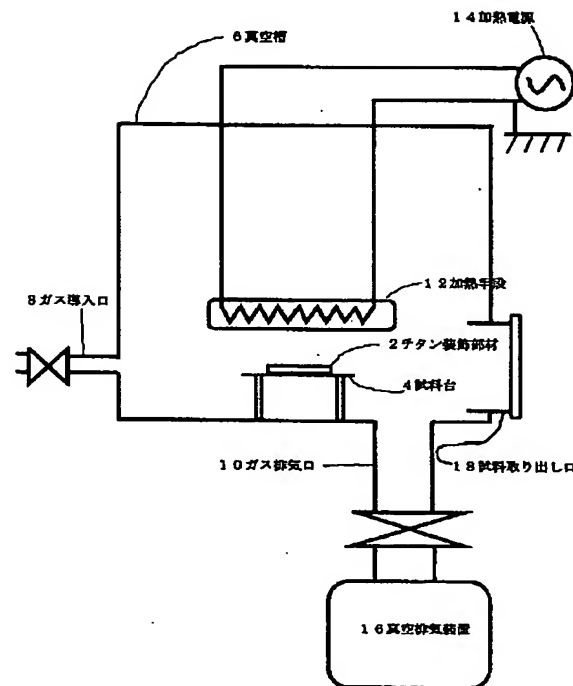 14加熱電源
6真空槽
12加熱手段
8ガス導入口
2チタン装飾部材
4試料台
10ガス排気口
18試料取り出し口
16真空排気装置